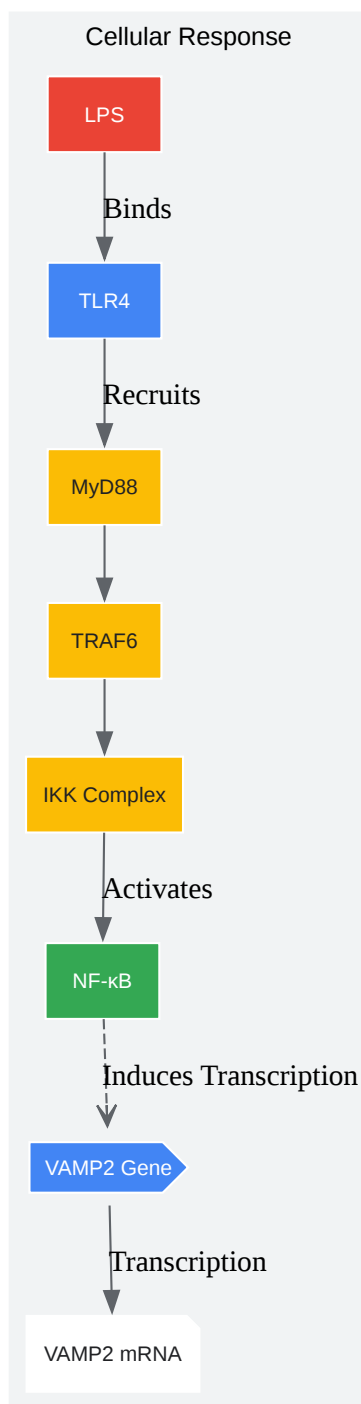 Cellular Response
LPS
Binds
TLR4
Recruits
MyD88
TRAF6
IKK Complex
Activates
NF-κB
Induces Transcription
VAMP2 Gene
Transcription
VAMP2 mRNA